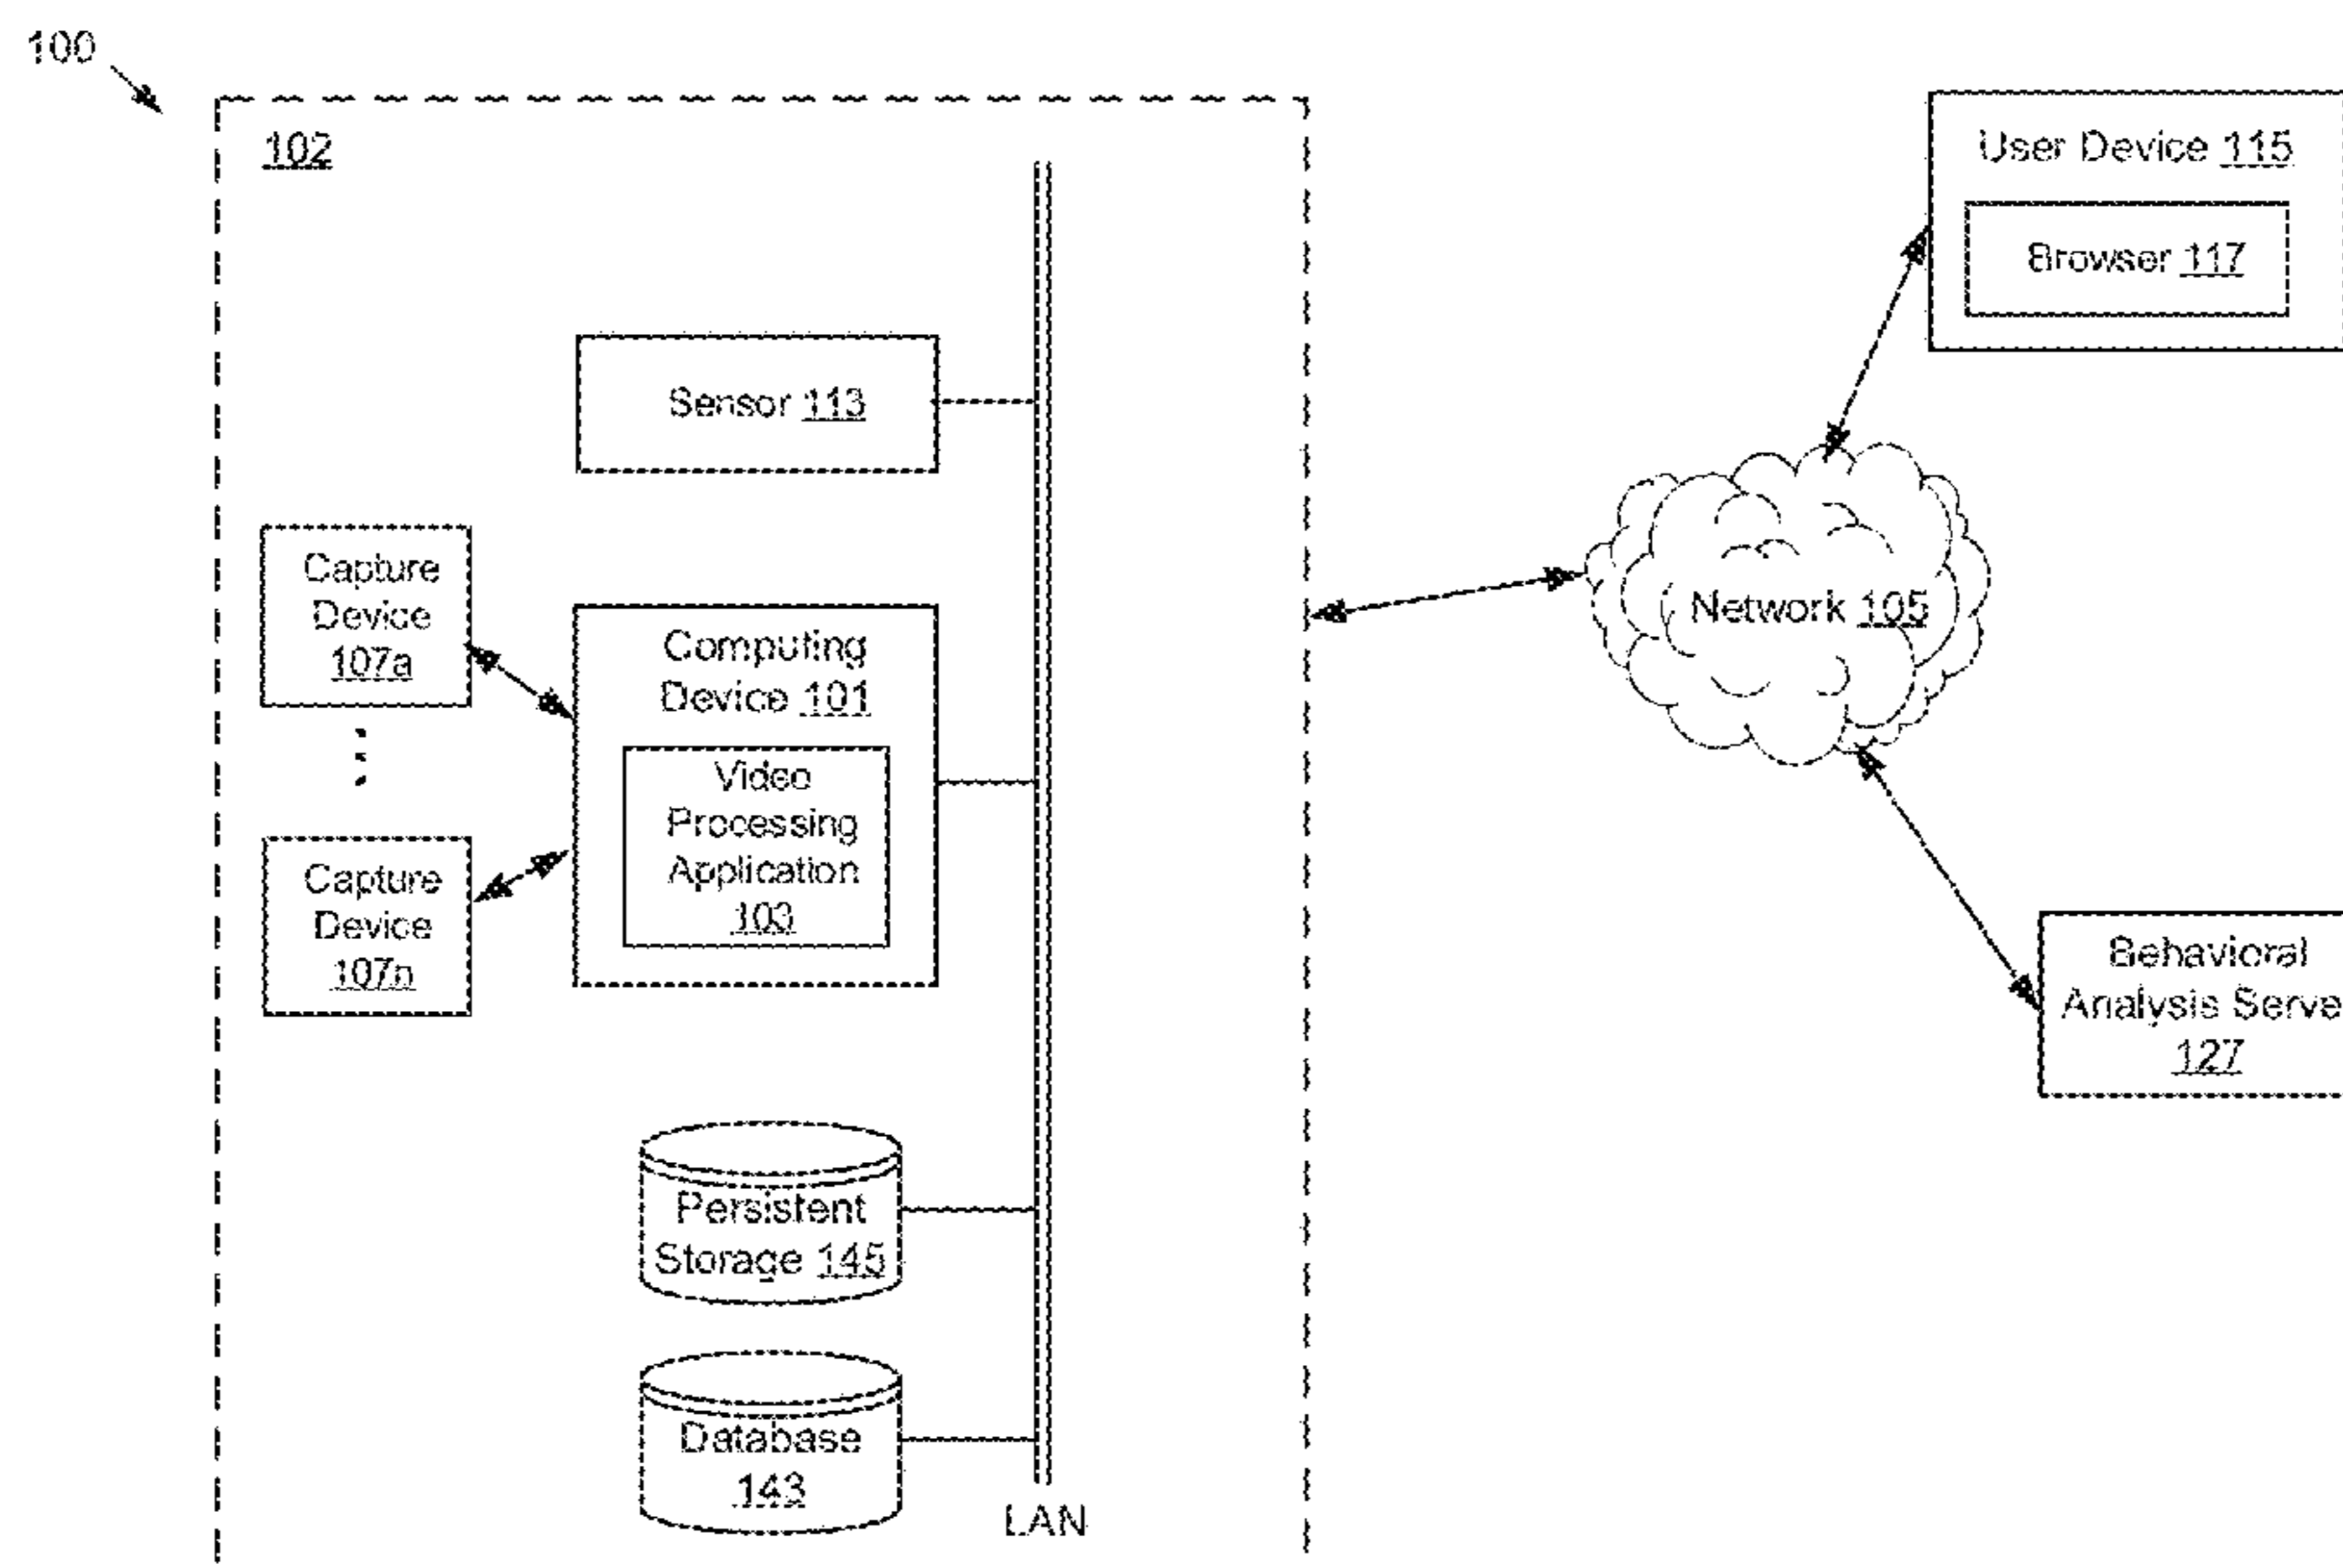 100
102
User Device 115
Browser 117
Sensor 113
Capture
Device
107a
Computing
Device 101
Video
Processing
Application
103
Network 105
Capture
Device
107n
Behavioral
Analysis Serve
127
Persistent
Storage 145
Database
143
LAN